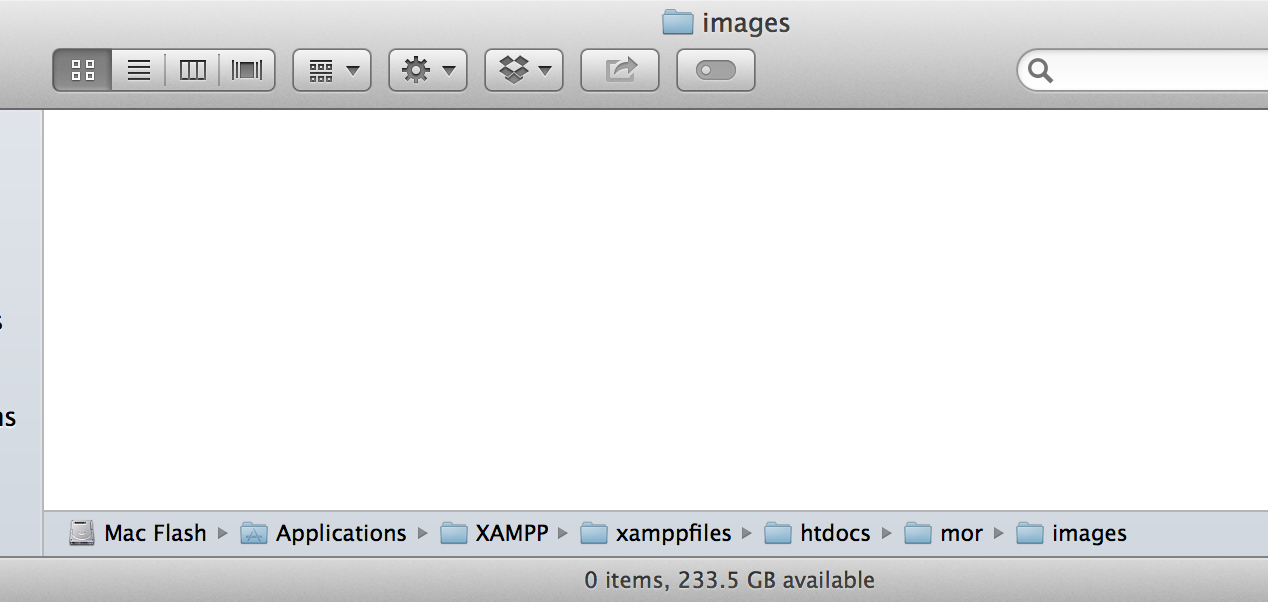 images
Mac Flash Applications XAMPP xamppfiles htdocs mor images
0 items, 233.5 GB available